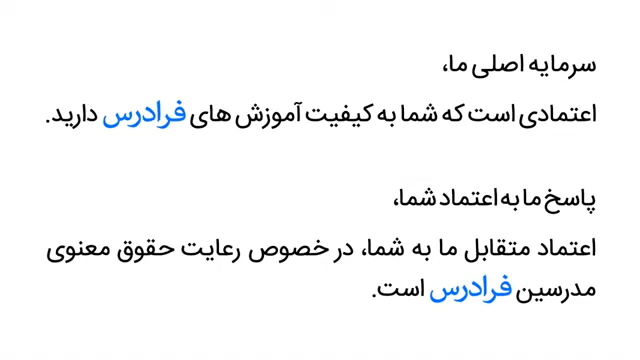 سرمایه اصلی ما،
اعتمادی است که شما به کیفیت آموزش های فرادرس دارید.
پاسخ ما به اعتماد شما،
اعتماد متقابل ما به شما، در خصوص رعایت حقوق معنوی
مدرسین فرادرس است.